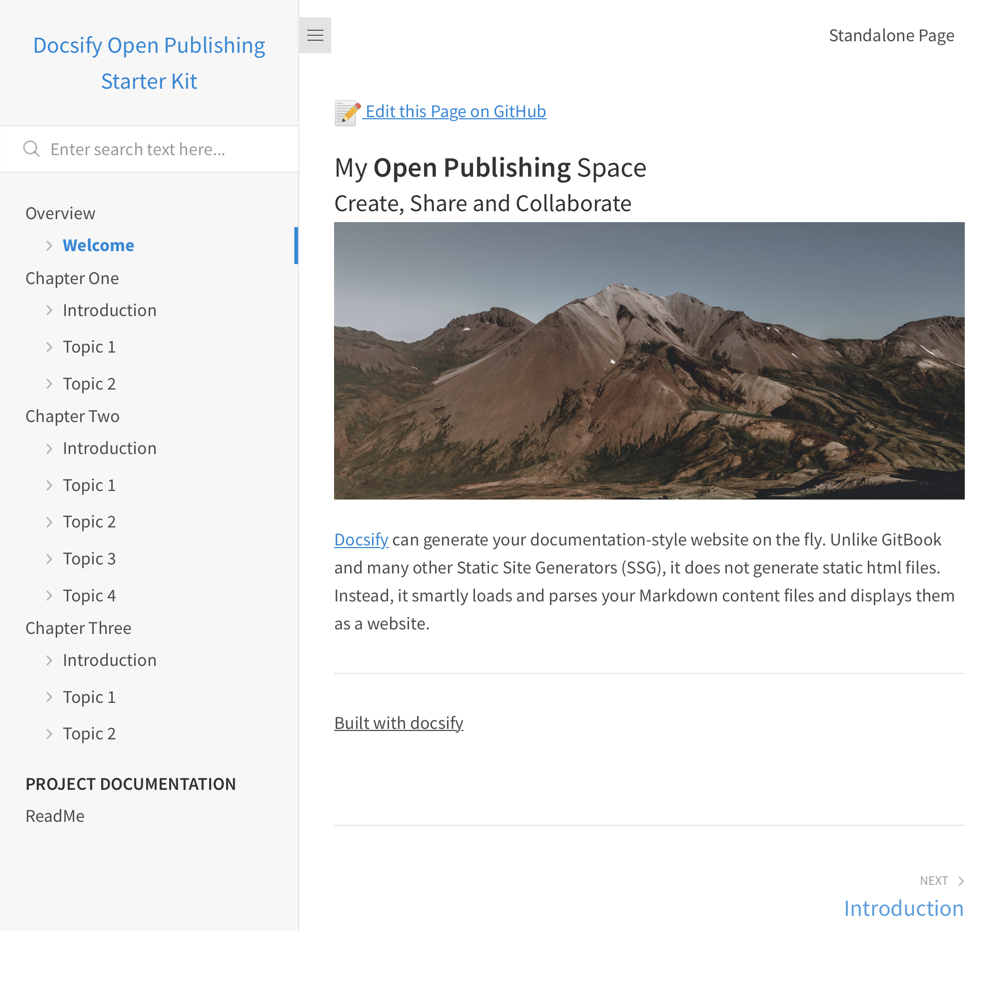 Docsify Open Publishing
Starter Kit
Enter search text here...
Overview
Welcome
Chapter One
Introduction
Topic 1
Topic 2
Chapter Two
Introduction
Topic 1
Topic 2
Topic 3
Topic 4
Chapter Three
Introduction
Topic 1
Topic 2
PROJECT DOCUMENTATION
ReadMe
Standalone Page
Edit this Page on GitHub
My Open Publishing Space
Create, Share and Collaborate
Docsify can generate your documentation-style website on the fly. Unlike GitBook
and many other Static Site Generators (SSG), it does not generate static html files.
Instead, it smartly loads and parses your Markdown content files and displays them
as a website.
Built with docsify
NEXT
Introduction